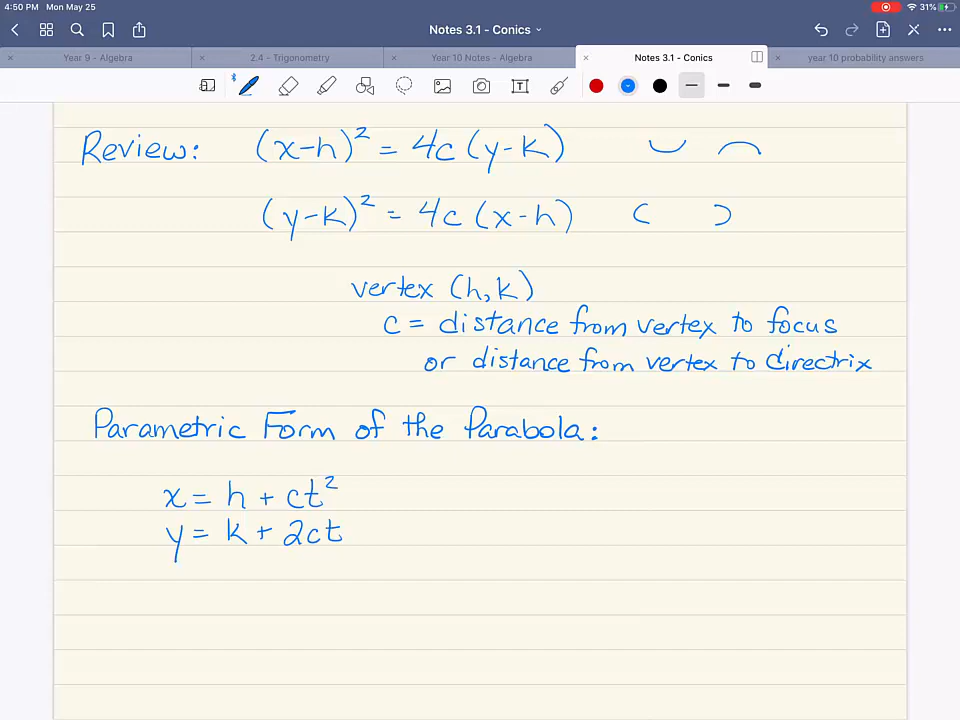 4:50 PM Mon May 25
31%
Notes 3.1 - Conics
Year 9 - Algebra
2.4 - Trigonometry
Year 10 Notes - Algebra
Notes 3.1 - Conics
year 10 probability answers
Review: (x-h)² = 4c (y-k)
(y-k)² = 4c (x-h)
vertex (h, k)
c = distance from vertex to focus
or distance from vertex to directrix
Parametric Form of the Parabola:
x = h + ct²
y = k + 2ct